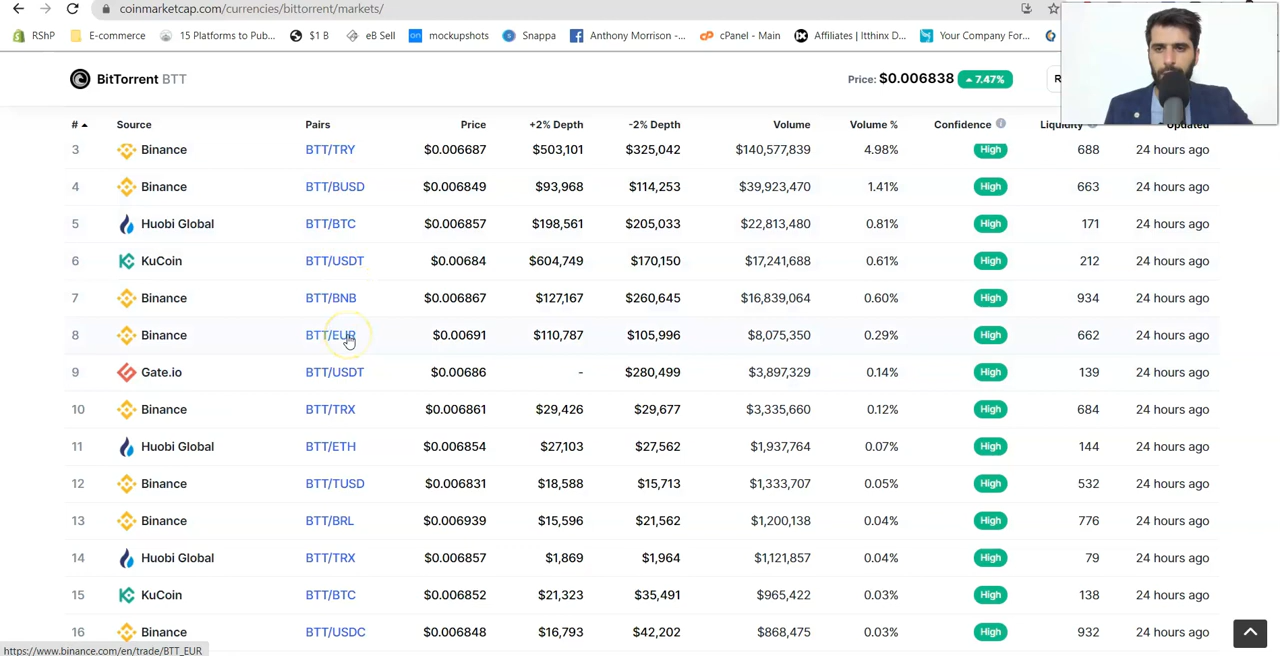 coinmarketcap.com/currencies/bittorrent/markets/
RShP E-commerce 15 Platforms to Pub... $1 B eB Sell mockupshots Snappa Anthony Morrison -... cPanel - Main Affiliates | Itthinx D... Your Company For...
BitTorrent BTT Price: $0.006838 7.47%
# Source Pairs Price +2% Depth -2% Depth Volume Volume % Confidence Liquidity Updated
3 Binance BTT/TRY $0.006687 $503,101 $325,042 $140,577,839 4.98% High 688 24 hours ago
4 Binance BTT/BUSD $0.006849 $93,968 $114,253 $39,923,470 1.41% High 663 24 hours ago
5 Huobi Global BTT/BTC $0.006857 $198,561 $205,033 $22,813,480 0.81% High 171 24 hours ago
6 KuCoin BTT/USDT $0.00684 $604,749 $170,150 $17,241,688 0.61% High 212 24 hours ago
7 Binance BTT/BNB $0.006867 $127,167 $260,645 $16,839,064 0.60% High 934 24 hours ago
8 Binance BTT/EUR $0.00691 $110,787 $105,996 $8,075,350 0.29% High 662 24 hours ago
9 Gate.io BTT/USDT $0.00686 - $280,499 $3,897,329 0.14% High 139 24 hours ago
10 Binance BTT/TRX $0.006861 $29,426 $29,677 $3,335,660 0.12% High 684 24 hours ago
11 Huobi Global BTT/ETH $0.006854 $27,103 $27,562 $1,937,764 0.07% High 144 24 hours ago
12 Binance BTT/TUSD $0.006831 $18,588 $15,713 $1,333,707 0.05% High 532 24 hours ago
13 Binance BTT/BRL $0.006939 $15,596 $21,562 $1,200,138 0.04% High 776 24 hours ago
14 Huobi Global BTT/TRX $0.006857 $1,869 $1,964 $1,121,857 0.04% High 79 24 hours ago
15 KuCoin BTT/BTC $0.006852 $21,323 $35,491 $965,422 0.03% High 138 24 hours ago
16 Binance BTT/USDC $0.006848 $16,793 $42,202 $868,475 0.03% High 932 24 hours ago
https://www.binance.com/en/trade/BTT_EUR